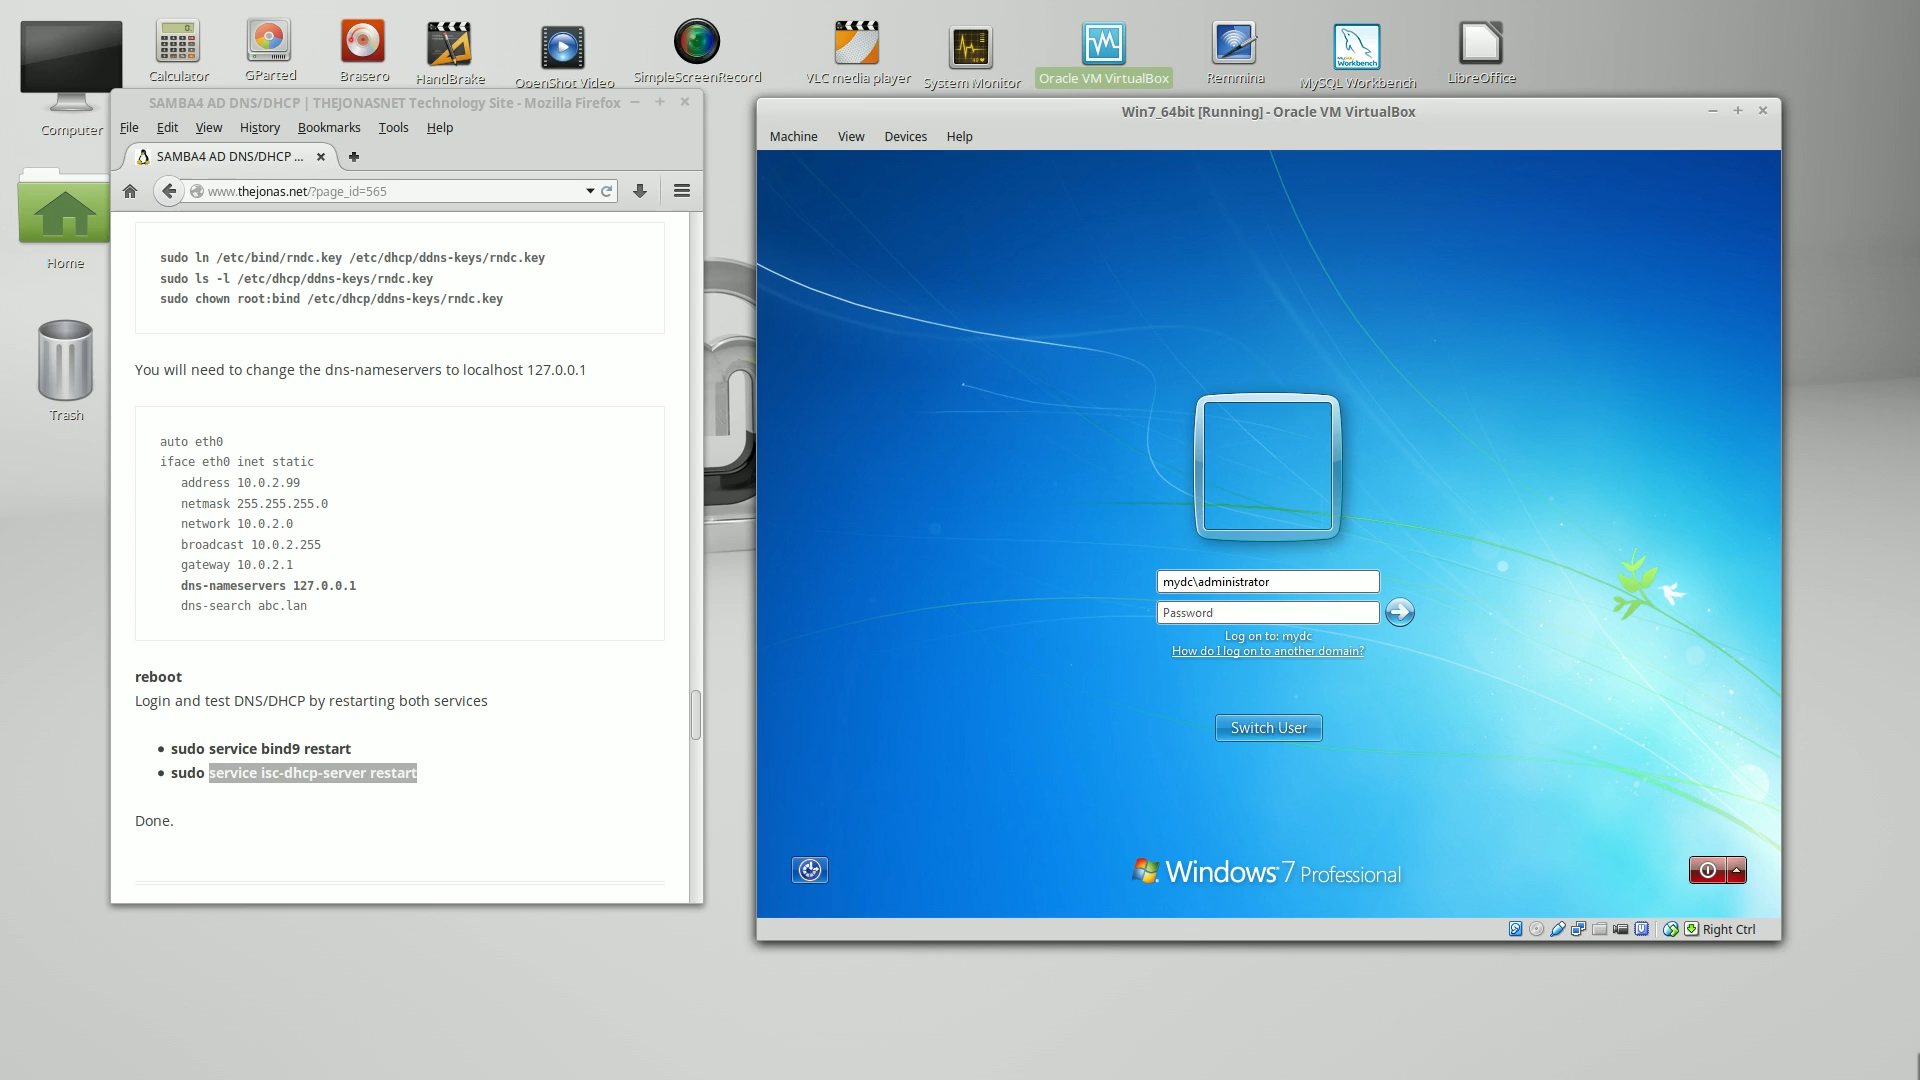 Calculator
GParted
Brasero
HandBrake
OpenShot Video
SimpleScreenRecord
VLC media player
System Monitor
Oracle VM VirtualBox
Remmina
MySQL Workbench
LibreOffice
Computer
Home
Trash
SAMBA4 AD DNS/DHCP | THEJONASNET Technology Site - Mozilla Firefox
File Edit View History Bookmarks Tools Help
SAMBA4 AD DNS/DHCP ...
www.thejonas.net/?page_id=565
sudo ln /etc/bind/rndc.key /etc/dhcp/ddns-keys/rndc.key
sudo ls -l /etc/dhcp/ddns-keys/rndc.key
sudo chown root:bind /etc/dhcp/ddns-keys/rndc.key
You will need to change the dns-nameservers to localhost 127.0.0.1
auto eth0
iface eth0 inet static
address 10.0.2.99
netmask 255.255.255.0
network 10.0.2.0
broadcast 10.0.2.255
gateway 10.0.2.1
dns-nameservers 127.0.0.1
dns-search abc.lan
reboot
Login and test DNS/DHCP by restarting both services
• sudo service bind9 restart
• sudo service isc-dhcp-server restart
Done.
Win7_64bit [Running] - Oracle VM VirtualBox
Machine View Devices Help
mydc\administrator
Password
Log on to: mydc
How do I log on to another domain?
Switch User
Windows 7 Professional
Right Ctrl